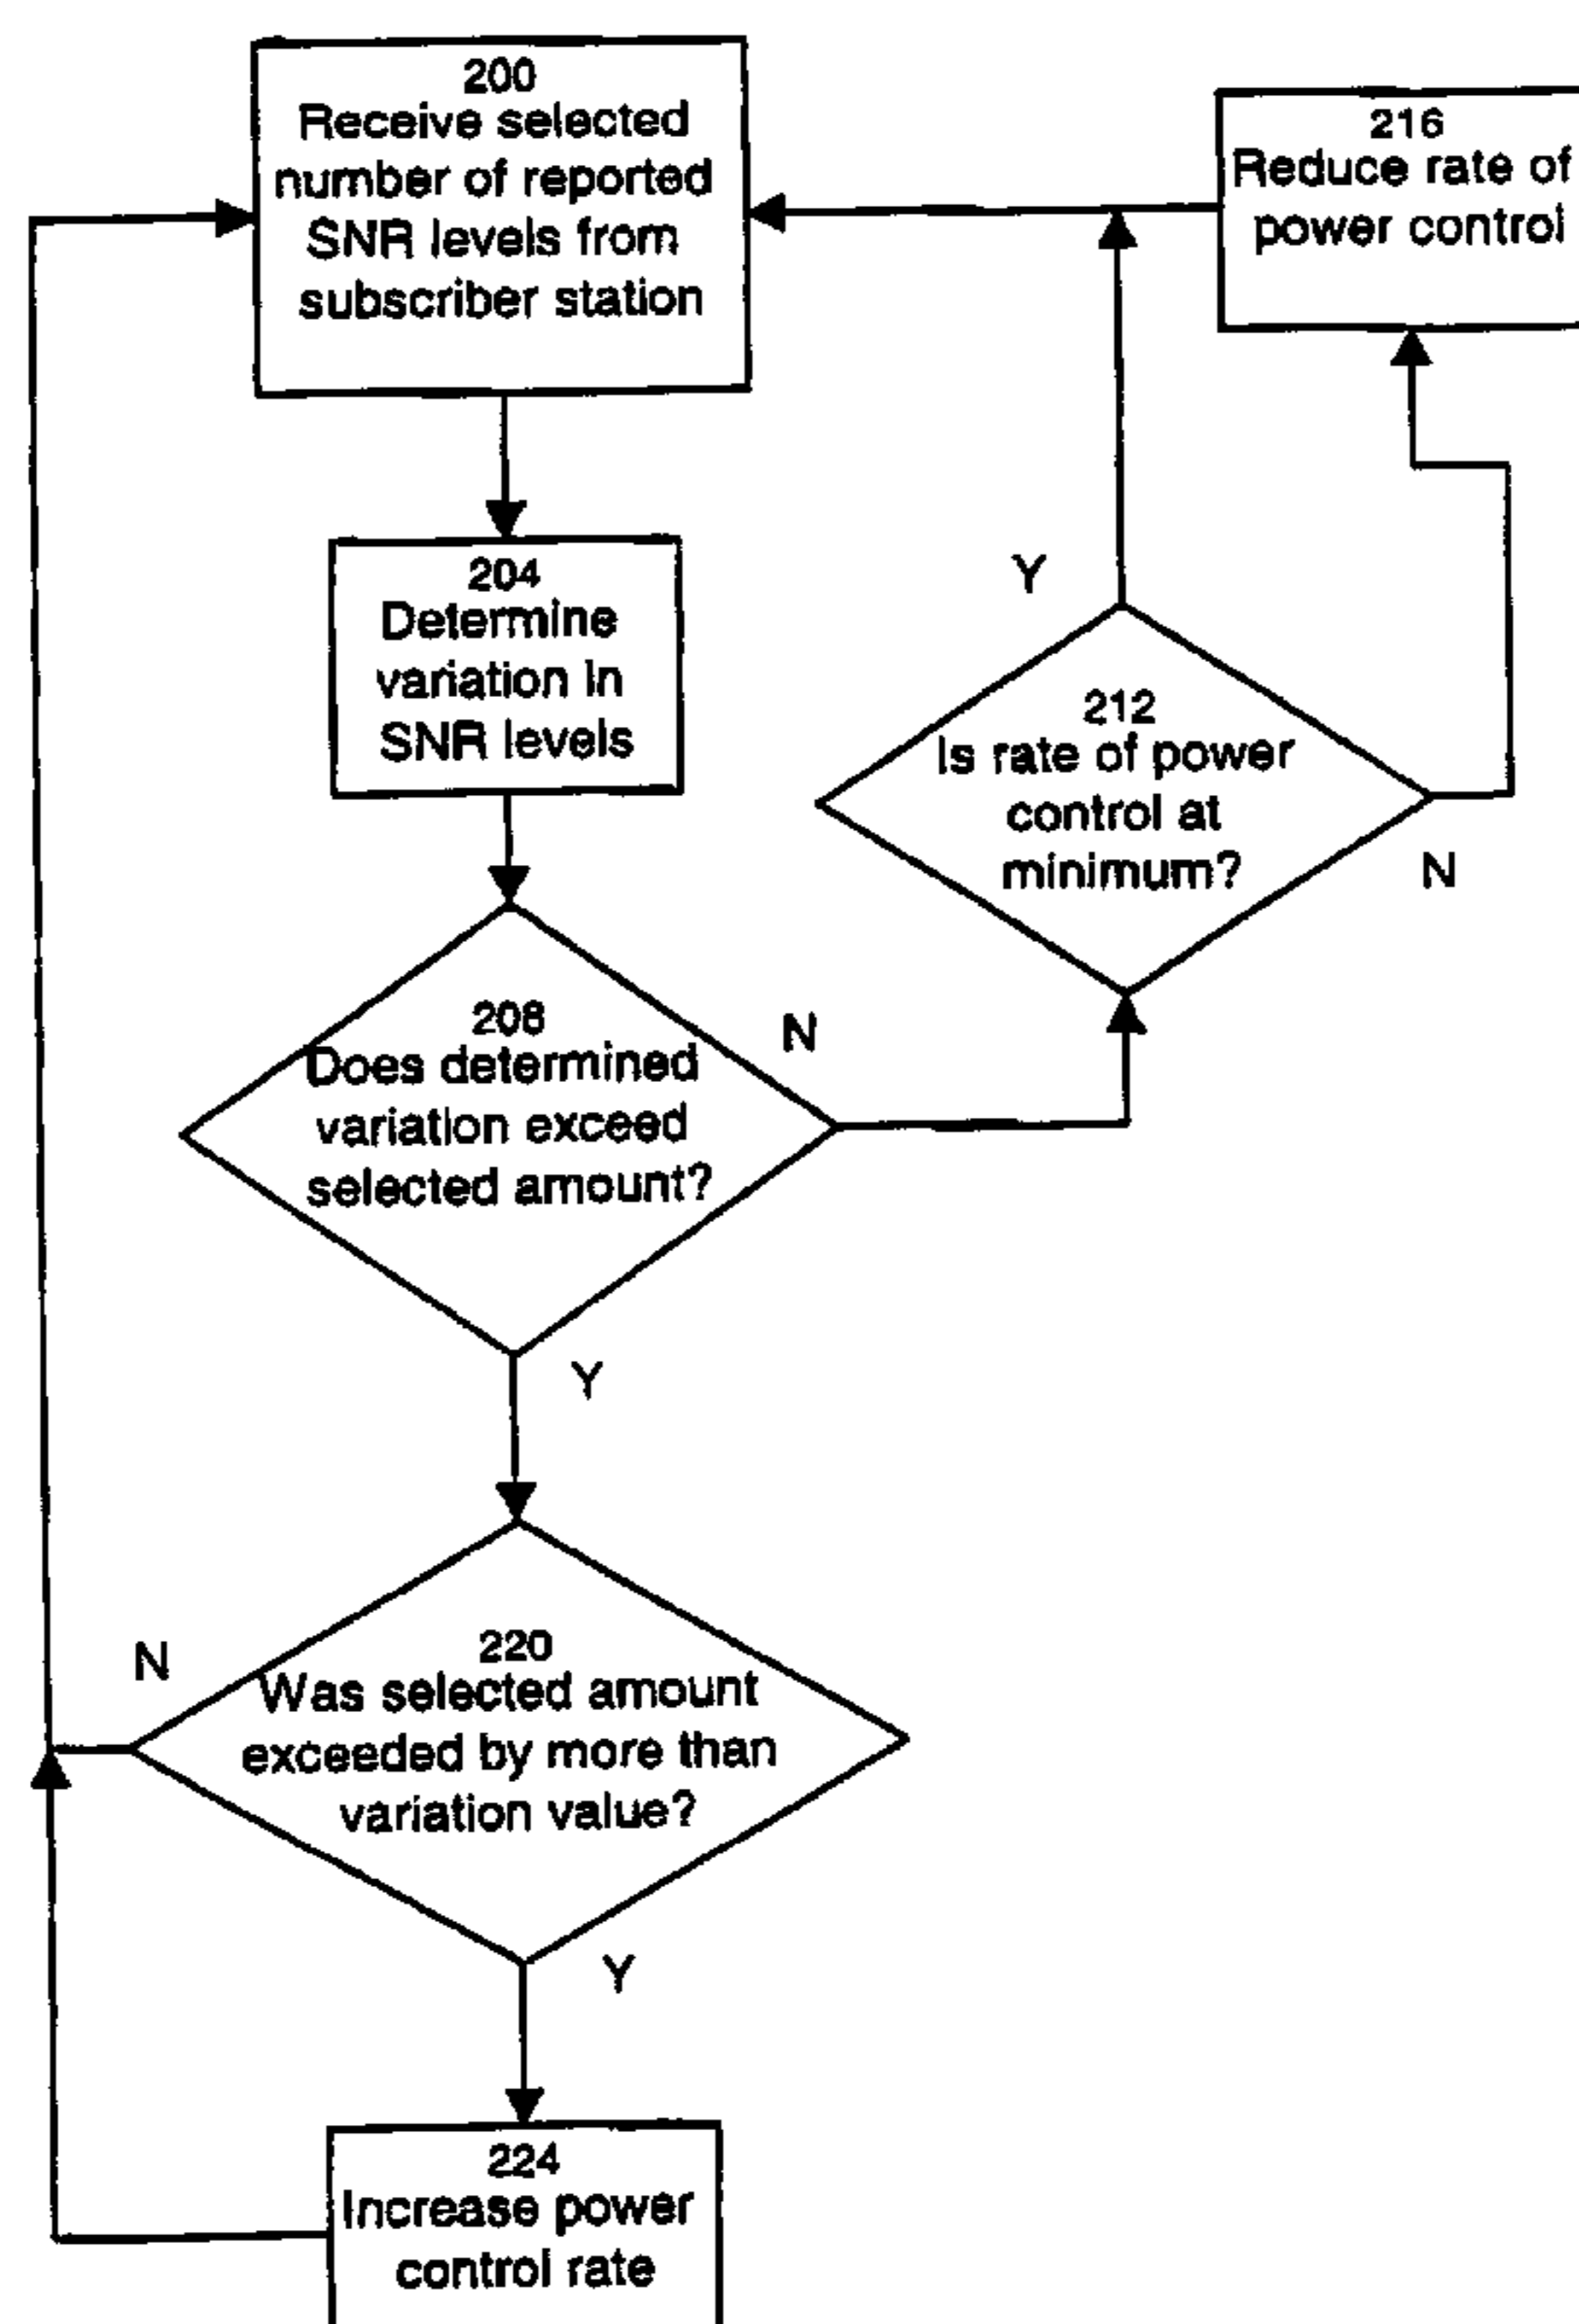 200
Receive selected
number of reported
SNR levels from
subscriber station
216
Reduce rate of
power control
204
Determine
variation in
SNR levels
Y
212
Is rate of power
control at
minimum?
N
208
Does determined
variation exceed
selected amount?
N
Y
220
Was selected amount
exceeded by more than
variation value?
N
Y
224
Increase power
control rate